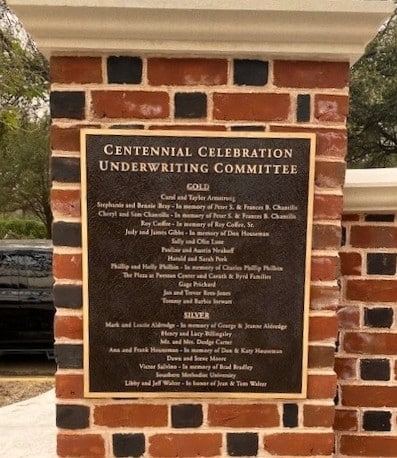 CENTENNIAL CELEBRATION
UNDERWRITING COMMITTEE
GOLD
Carol and Taylor Armstrong
Stephanie and Bennie Bray - In memory of Peter S. & Frances B. Chantilis
Cheryl and Sam Chantilis - In memory of Peter S. & Frances B. Chantilis
Roy Coffee - In memory of Roy Coffee, Sr.
Judy and James Gibbs - In memory of Don Houseman
Sally and Olin Lane
Pauline and Austin Neuhoff
Harold and Sarah Peek
Phillip and Holly Philbin - In memory of Charles Phillip Philbin
The Plaza at Preston Center and Corath & Byrd Families
Gage Prichard
Jan and Trevor Rees-Jones
Tommy and Barbie Stewart
SILVER
Mark and Laurie Aldredge - In memory of George & Jeanne Aldredge
Henry and Lucy Billingsley
Mr. and Mrs. Dodge Carter
Ann and Frank Houseman - In memory of Don & Katy Houseman
Dawn and Steve Moore
Victor Salvino - In memory of Brad Bradley
Southern Methodist University
Libby and Jeff Walter - In honor of Jean & Tom Walter